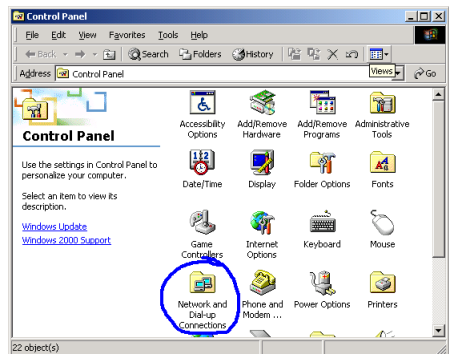 Control Panel
File Edit View Favorites Tools Help
Back Search Folders History
Address Control Panel Views Go
Control Panel
Use the settings in Control Panel to
personalize your computer.
Select an item to view its
description.
Windows Update
Windows 2000 Support
Accessibility
Options
Add/Remove
Hardware
Add/Remove
Programs
Administrative
Tools
Date/Time
Display
Folder Options
Fonts
Game
Controllers
Internet
Options
Keyboard
Mouse
Network and
Dial-up
Connections
Phone and
Modem ...
Power Options
Printers
22 object(s)